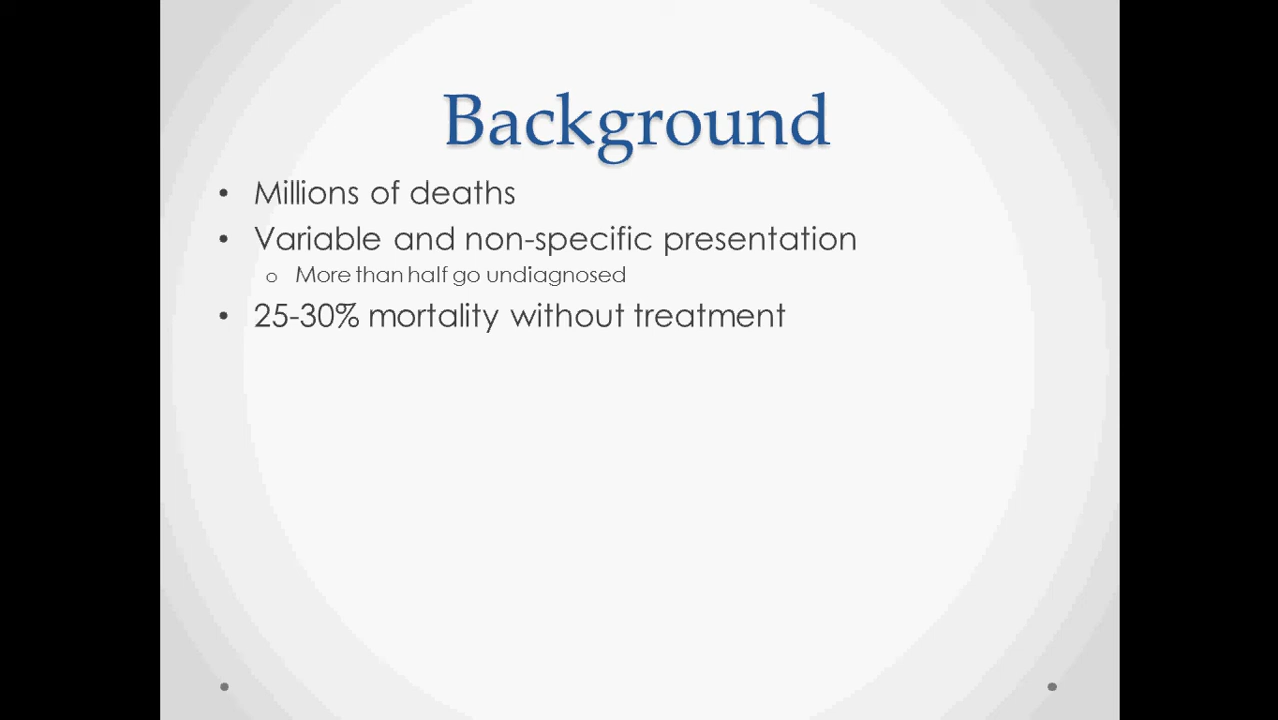 Background
• Millions of deaths
• Variable and non-specific presentation
o More than half go undiagnosed
• 25-30% mortality without treatment